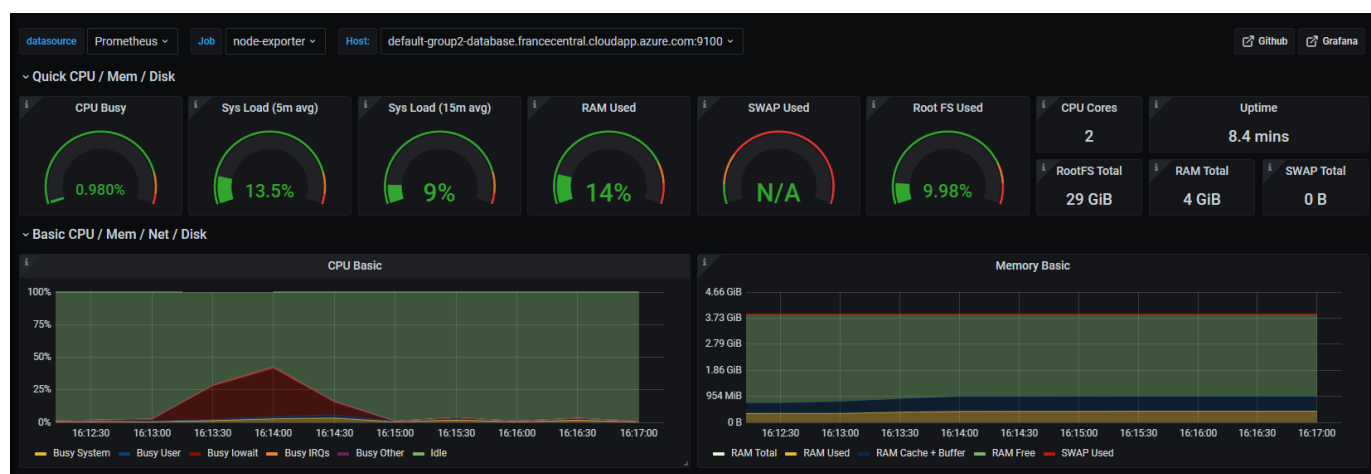 datasource Prometheus Job node-exporter Host: default-group2-database.francecentral.cloudapp.azure.com:9100 Github Grafana
Quick CPU / Mem / Disk
CPU Busy Sys Load (5m avg) Sys Load (15m avg) RAM Used SWAP Used Root FS Used CPU Cores Uptime
2 8.4 mins
0.980% 13.5% 9% 14% N/A 9.98%
RootFS Total RAM Total SWAP Total
29 GiB 4 GiB 0 B
Basic CPU / Mem / Net / Disk
CPU Basic
100%
75%
50%
25%
0%
16:12:30 16:13:00 16:13:30 16:14:00 16:14:30 16:15:00 16:15:30 16:16:00 16:16:30 16:17:00
Busy System Busy User Busy Iowait Busy IRQs Busy Other Idle
Memory Basic
4.66 GiB
3.73 GiB
2.79 GiB
1.86 GiB
954 MiB
0 B
16:12:30 16:13:00 16:13:30 16:14:00 16:14:30 16:15:00 16:15:30 16:16:00 16:16:30 16:17:00
RAM Total RAM Used RAM Cache + Buffer RAM Free SWAP Used